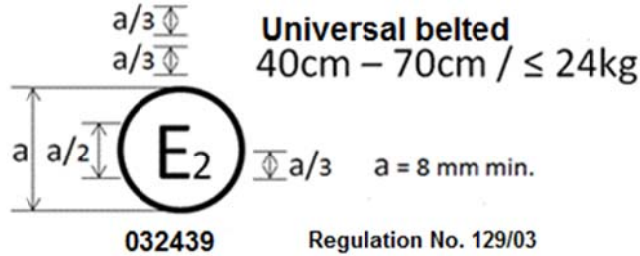 a/3 Universal belted
a/3 40cm – 70cm / ≤ 24kg
a a/2 E2 a/3 a = 8 mm min.
032439 Regulation No. 129/03